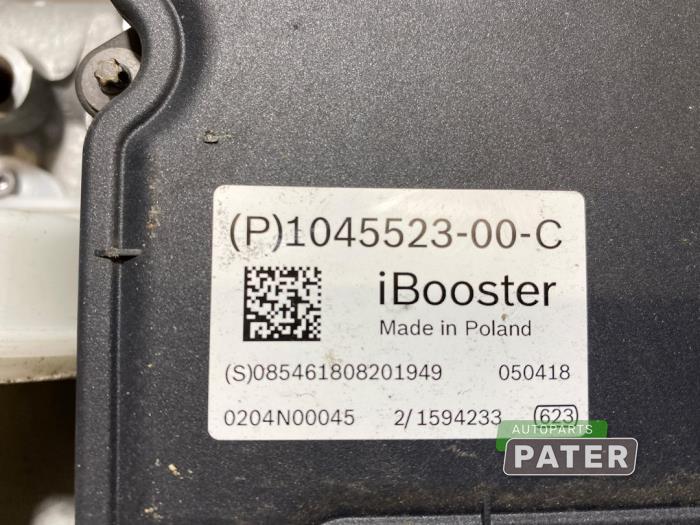 (P)1045523-00-C
iBooster
Made in Poland
(S)085461808201949 050418
0204N00045 2/1594233 623
AUTOPARTS
PATER